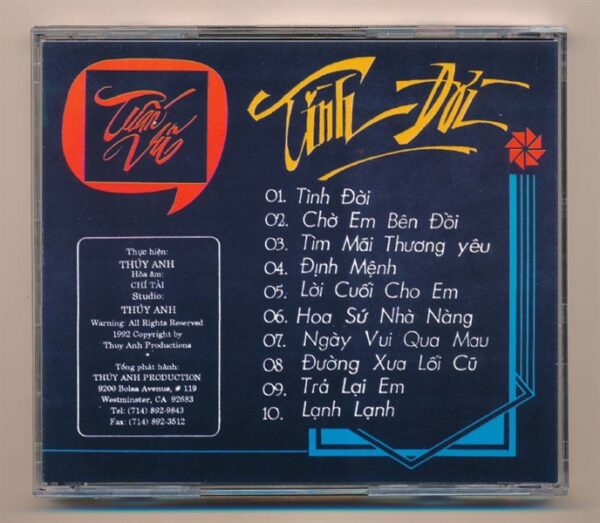 Tuấn
Vũ
Tình Đời
01. Tình Đời
02. Chờ Em Bên Đồi
03. Tìm Mãi Thương yêu
04. Định Mệnh
05. Lời Cuối Cho Em
06. Hoa Sứ Nhà Nàng
07. Ngày Vui Qua Mau
08. Đường Xưa Lối Cũ
09. Trả Lại Em
10. Lạnh Lạnh
Thực hiện:
THÚY ANH
Hòa âm:
CHÍ TÀI
Studio:
THÚY ANH
Warning: All Rights Reserved
1992 Copyright by
Thuy Anh Productions
*
Tổng phát hành:
THÚY ANH PRODUCTION
9200 Bolsa Avenue, # 119
Westminster, CA 92683
Tel: (714) 892-9843
Fax: (714) 892-3512